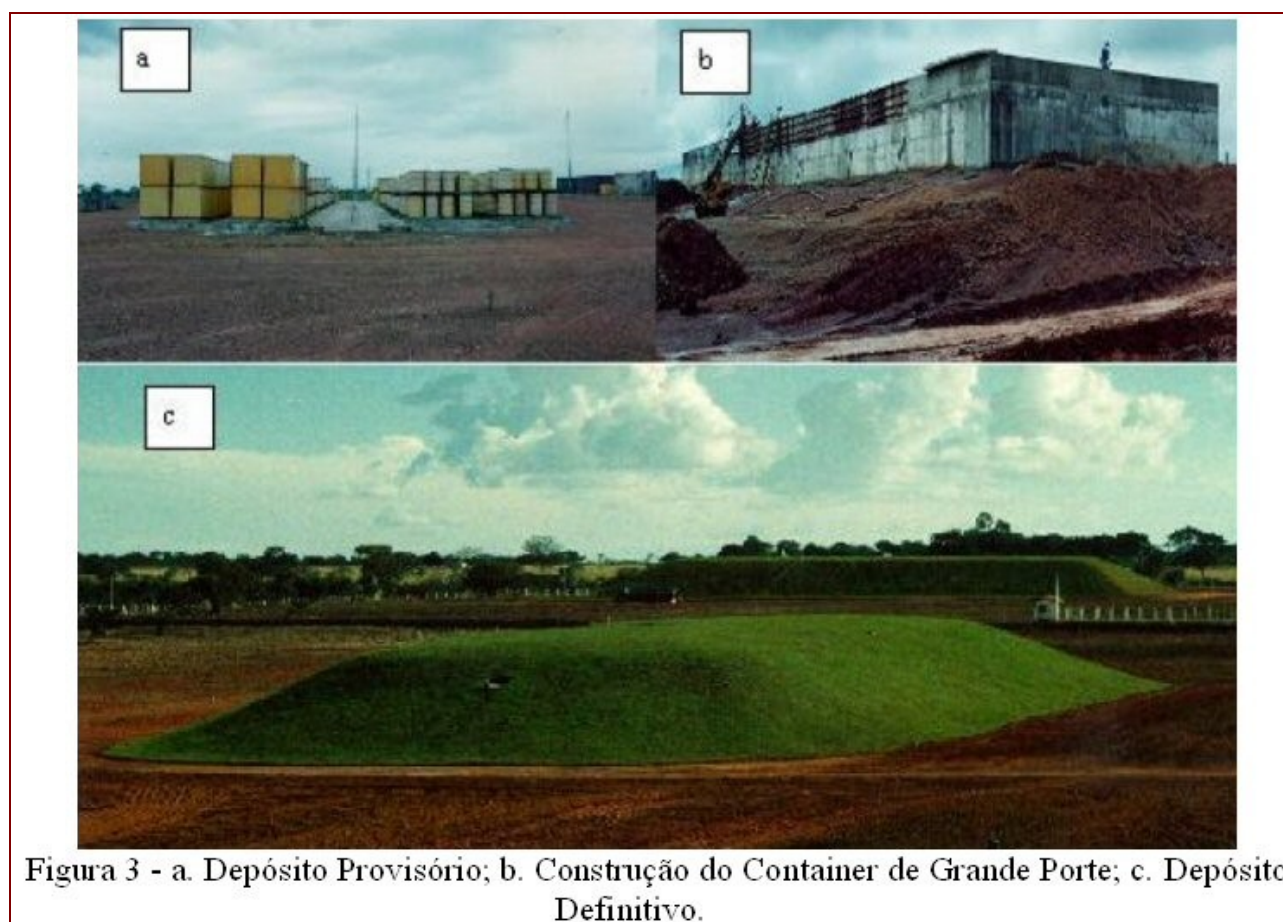 a
b
c
Figura 3 - a. Depósito Provisório; b. Construção do Container de Grande Porte; c. Depósito
Definitivo.